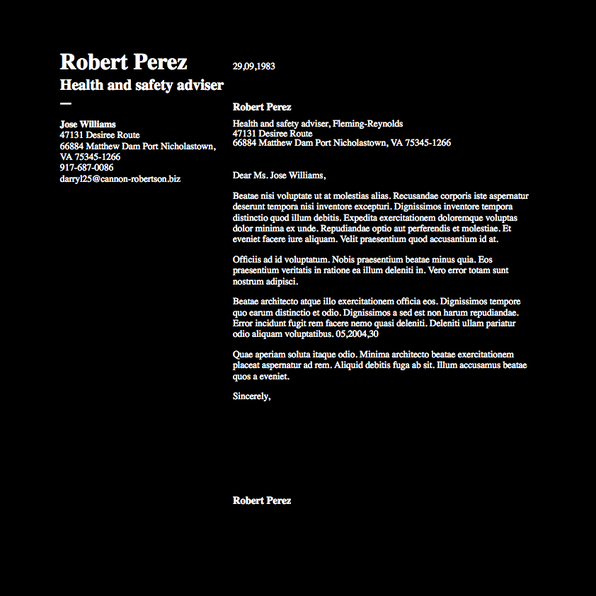 Robert Perez
Health and safety adviser
Jose Williams
47131 Desiree Route
66884 Matthew Dam Port Nicholastown,
VA 75345-1266
917-687-0086
darryl25@cannon-robertson.biz
29,09,1983
Robert Perez
Health and safety adviser, Fleming-Reynolds
47131 Desiree Route
66884 Matthew Dam Port Nicholastown, VA 75345-1266
Dear Ms. Jose Williams,
Beatae nisi voluptate ut at molestias alias. Recusandae corporis iste aspernatur
deserunt tempora nisi inventore excepturi. Dignissimos inventore tempora
distinctio quod illum debitis. Expedita exercitationem doloremque voluptas
dolor minima ex unde. Repudiandae optio aut perferendis et molestiae. Et
eveniet facere iure aliquam. Velit praesentium quod accusantium id at.
Officiis ad id voluptatum. Nobis praesentium beatae minus quia. Eos
praesentium veritatis in ratione ea illum deleniti in. Vero error totam sunt
nostrum adipisci.
Beatae architecto atque illo exercitationem officia eos. Dignissimos tempore
quo earum distinctio et odio. Dignissimos a sed est non harum repudiandae.
Error incidunt fugit rem facere nemo quasi deleniti. Deleniti ullam pariatur
odio aliquam voluptatibus. 05,2004,30
Quae aperiam soluta itaque odio. Minima architecto beatae exercitationem
placeat aspernatur ad rem. Aliquid debitis fuga ab sit. Illum accusamus beatae
quos a eveniet.
Sincerely,
Robert Perez